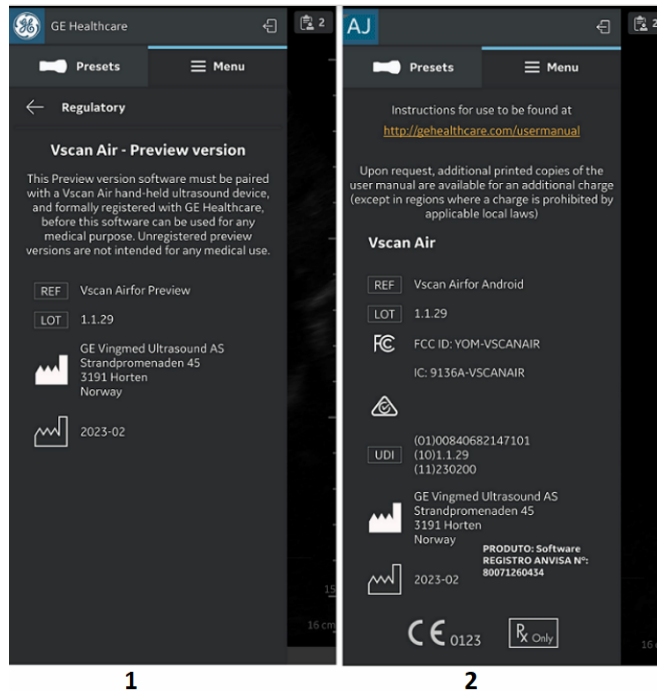 GE Healthcare
2
Presets
Menu
Regulatory
Vscan Air - Preview version
This Preview version software must be paired
with a Vscan Air hand-held ultrasound device,
and formally registered with GE Healthcare,
before this software can be used for any
medical purpose. Unregistered preview
versions are not intended for any medical use.
REF Vscan Airfor Preview
LOT 1.1.29
GE Vingmed Ultrasound AS
Strandpromenaden 45
3191 Horten
Norway
2023-02
15
16 cm
1
AJ
2
Presets
Menu
Instructions for use to be found at
http://gehealthcare.com/usermanual
Upon request, additional printed copies of the
user manual are available for an additional charge
(except in regions where a charge is prohibited by
applicable local laws)
Vscan Air
REF Vscan Airfor Android
LOT 1.1.29
FC FCC ID: YOM-VSCANAIR
IC: 9136A-VSCANAIR
UDI
(01)00840682147101
(10)1.1.29
(11)230200
GE Vingmed Ultrasound AS
Strandpromenaden 45
3191 Horten
Norway
PRODUTO: Software
REGISTRO ANVISA Nº:
80071260434
2023-02
CE 0123
Rx Only
16
2